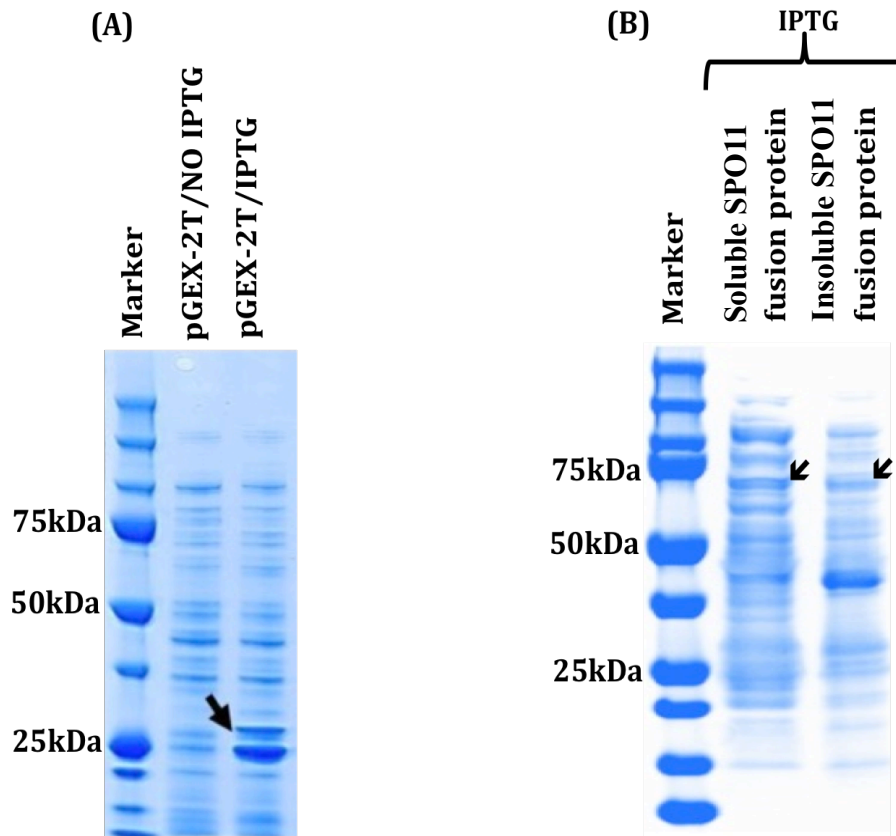 (A)
Marker
pGEX-2T/NO IPTG
pGEX-2T/IPTG
75kDa
50kDa
25kDa
(B)
IPTG
Marker
Soluble SPO11
fusion protein
Insoluble SPO11
fusion protein
75kDa
50kDa
25kDa